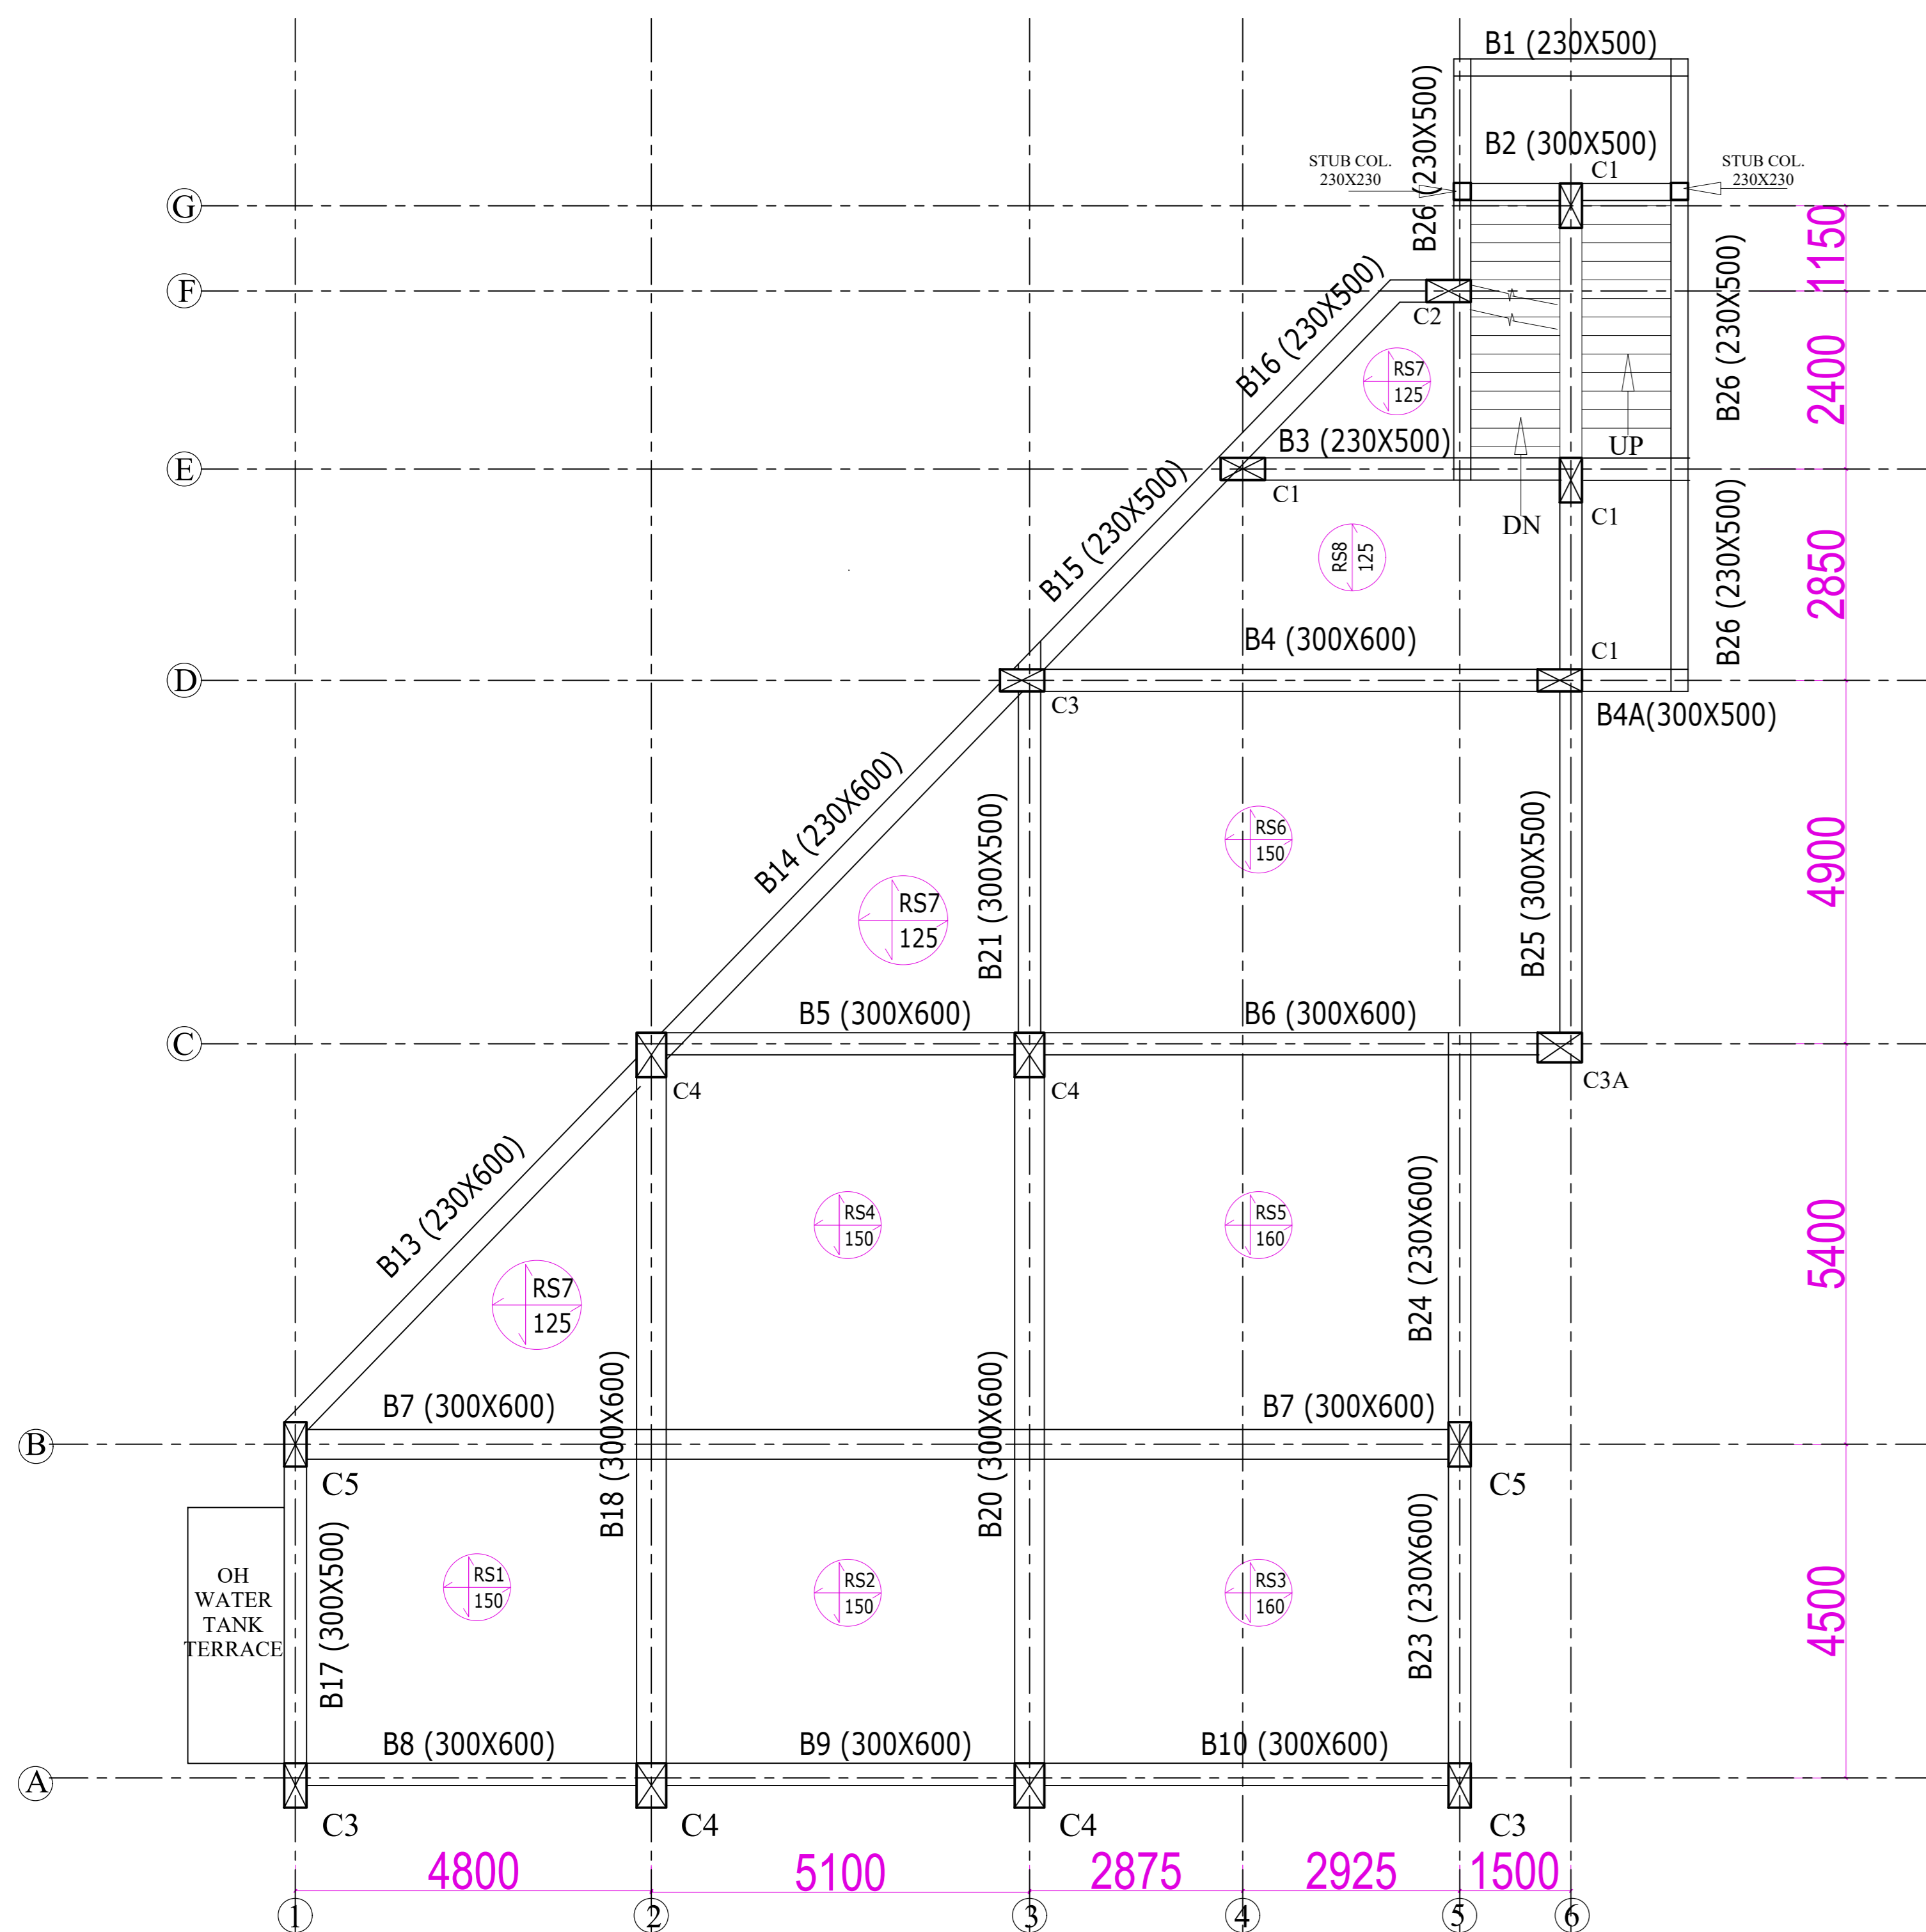 B1 (230X500)
B26 (230X500)
B2 (300X500)
STUB COL.
230X230
C1
STUB COL.
230X230
G
1150
F
B16 (230X500)
C2
2400
B26 (230X500)
RS7
125
B3 (230X500)
UP
E
C1
DN
C1
B15 (230X500)
RS8
125
2850
B26 (230X500)
B4 (300X600)
C1
D
C3
B4A(300X500)
B14 (230X600)
B21 (300X500)
RS6
150
B25 (300X500)
4900
RS7
125
B5 (300X600)
B6 (300X600)
C
C4
C4
C3A
B13 (230X600)
RS4
150
RS5
160
B24 (230X600)
5400
RS7
125
B7 (300X600)
B18 (300X600)
B20 (300X600)
B7 (300X600)
B
C5
C5
OH
WATER
TANK
TERRACE
B17 (300X500)
RS1
150
RS2
150
RS3
160
B23 (230X600)
4500
B8 (300X600)
B9 (300X600)
B10 (300X600)
A
C3
C4
C4
C3
4800
5100
2875
2925
1500
1
2
3
4
5
6